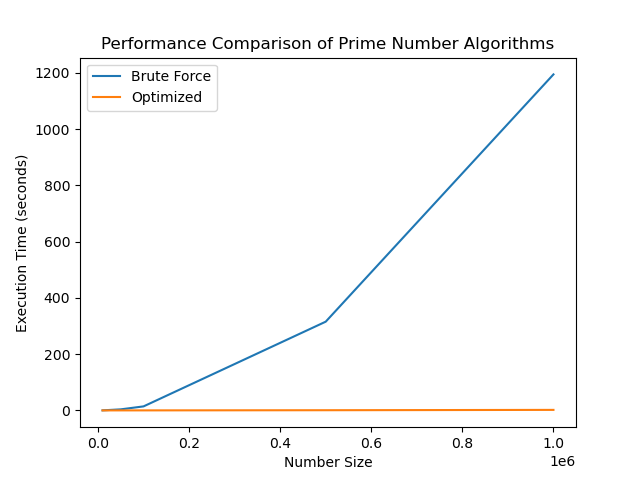 Performance Comparison of Prime Number Algorithms
Brute Force
Optimized
Execution Time (seconds)
1200
1000
800
600
400
200
0
0.0 0.2 0.4 0.6 0.8 1.0
1e6
Number Size